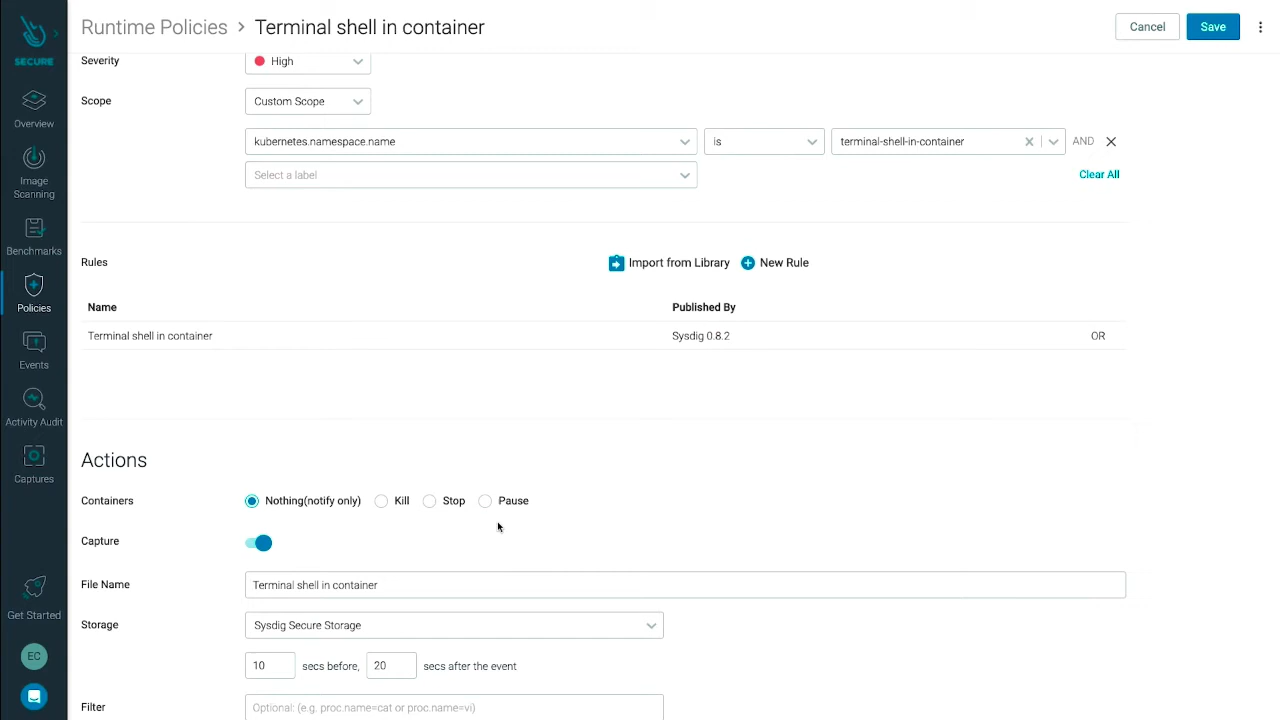 Runtime Policies > Terminal shell in container
Cancel
Save
SECURE
Overview
Image
Scanning
Benchmarks
Policies
Events
Activity Audit
Captures
Get Started
EC
Severity
High
Scope
Custom Scope
kubernetes.namespace.name
is
terminal-shell-in-container
AND
Select a label
Clear All
Rules
Import from Library
New Rule
Name
Published By
Terminal shell in container
Sysdig 0.8.2
OR
Actions
Containers
Nothing(notify only)
Kill
Stop
Pause
Capture
File Name
Terminal shell in container
Storage
Sysdig Secure Storage
10 secs before, 20 secs after the event
Filter
Optional: (e.g. proc.name=cat or proc.name=vi)